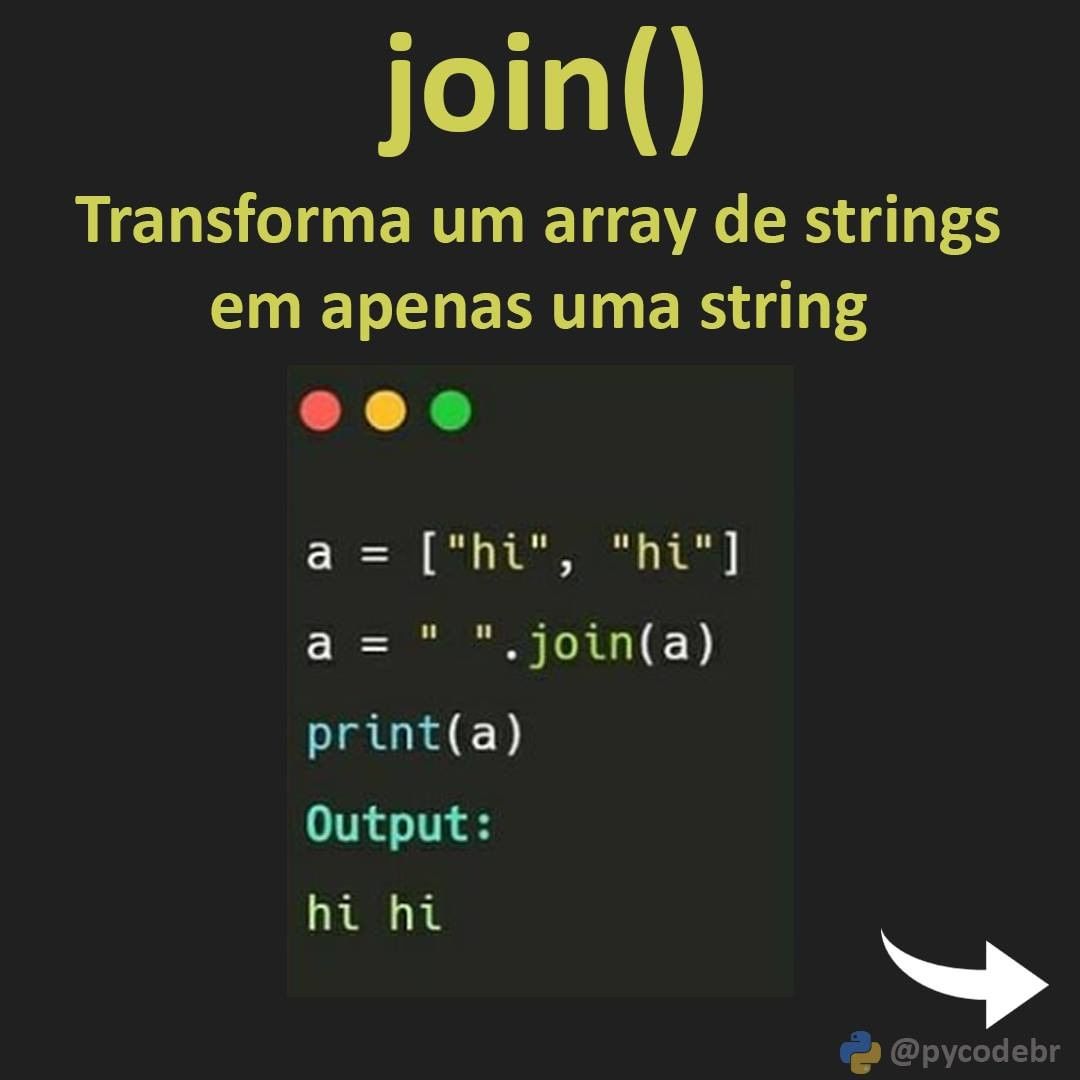 join()
Transforma um array de strings
em apenas uma string
a = ["hi", "hi"]
a = " ".join(a)
print(a)
Output:
hi hi
@pycodebr